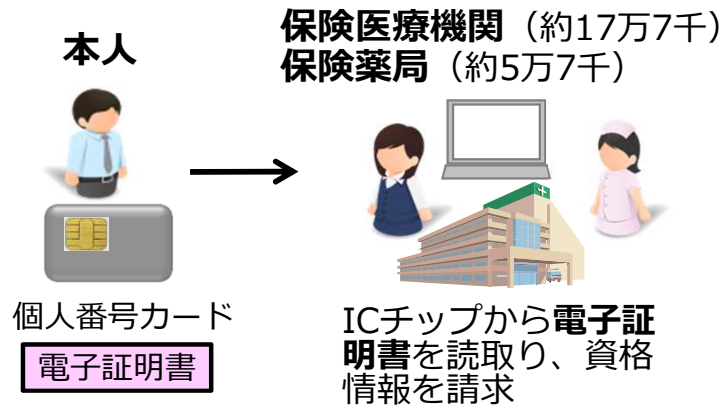 本人
個人番号カード
電子証明書
保険医療機関（約17万7千）
保険薬局（約5万7千）
ICチップから電子証
明書を読取り、資格
情報を請求